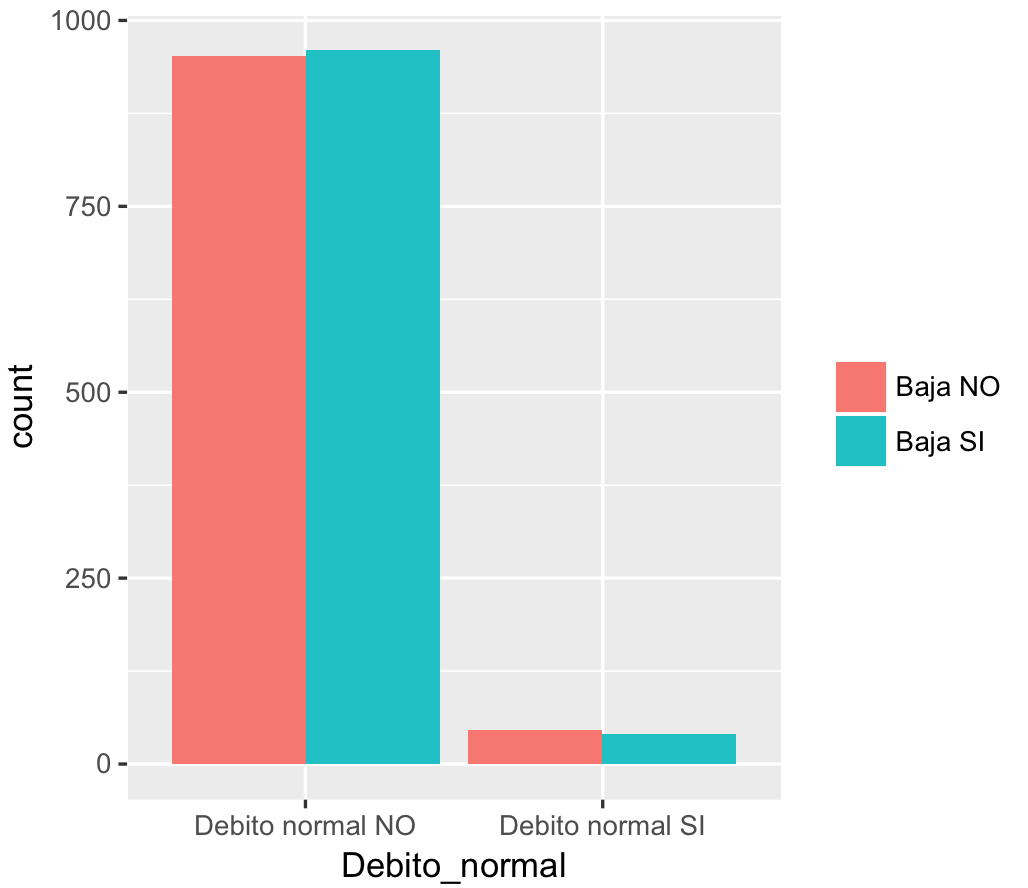 1000
750
500
250
0
count
Debito normal NO
Debito normal SI
Debito_normal
Baja NO
Baja SI